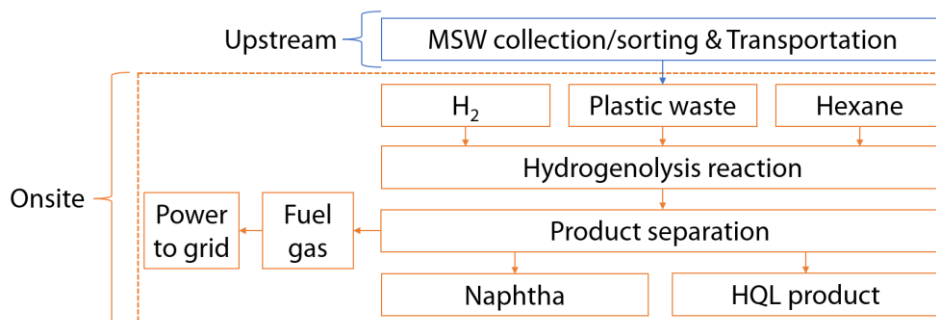 Upstream
MSW collection/sorting & Transportation
H₂
Plastic waste
Hexane
Hydrogenolysis reaction
Onsite
Power
to grid
Fuel
gas
Product separation
Naphtha
HQL product